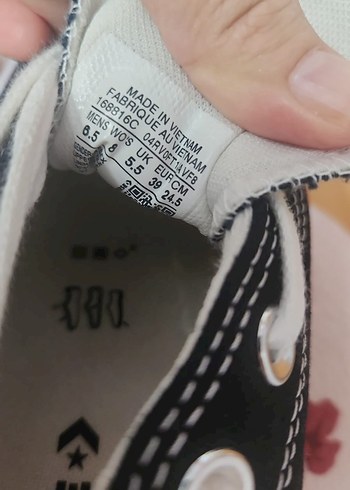 MADE IN VIETNAM
FABRIQUE AU VIETNAM
168816C 04RV0FT1AVF8
MENS WO'S UK EUR CM
6.5 8 5.5 39 24.5